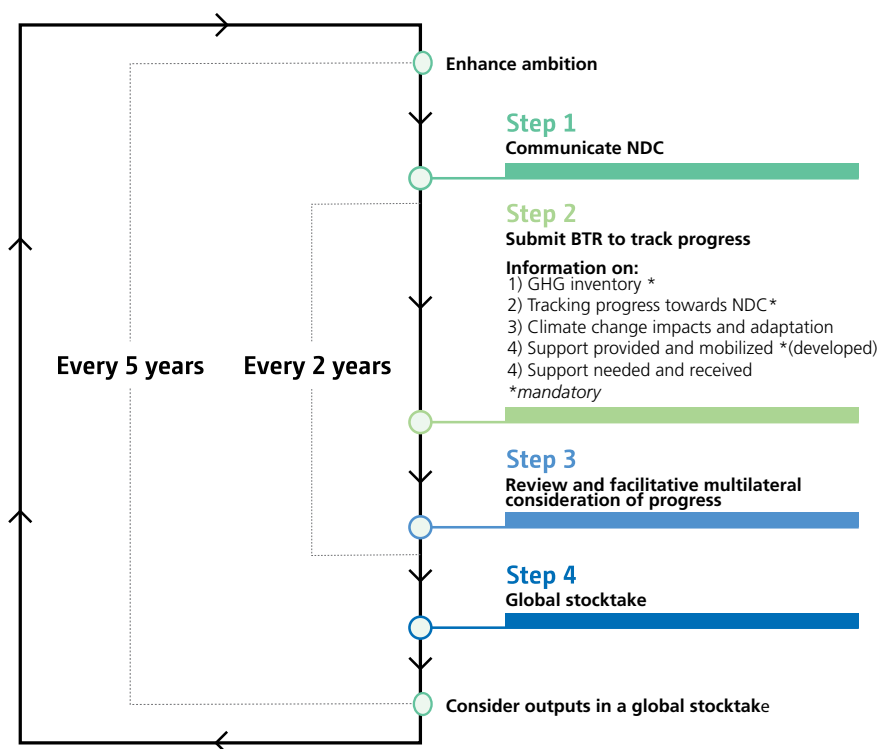 Enhance ambition
Step 1
Communicate NDC
Step 2
Submit BTR to track progress
Information on:
1) GHG inventory *
2) Tracking progress towards NDC*
3) Climate change impacts and adaptation
4) Support provided and mobilized *(developed)
4) Support needed and received
*mandatory
Every 5 years
Every 2 years
Step 3
Review and facilitative multilateral
consideration of progress
Step 4
Global stocktake
Consider outputs in a global stocktake